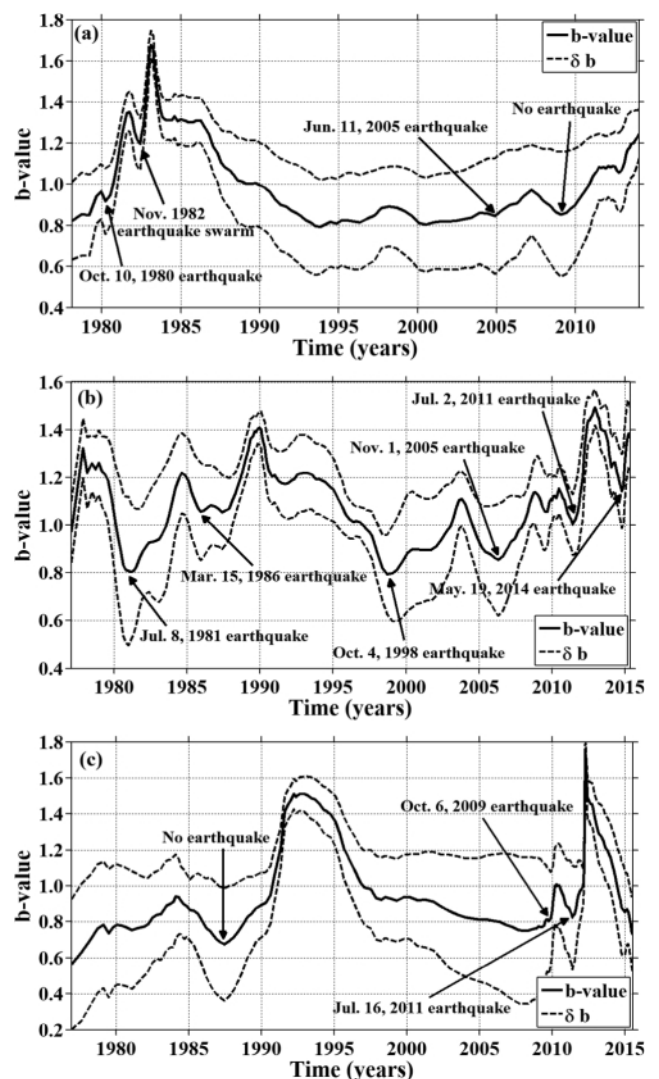 (a)
b-value
δ b
Jun. 11, 2005 earthquake
No earthquake
Nov. 1982
earthquake swarm
Oct. 10, 1980 earthquake
b-value
1.8
1.6
1.4
1.2
1.0
0.8
0.6
0.4
1980 1985 1990 1995 2000 2005 2010
Time (years)
(b)
Jul. 2, 2011 earthquake
Nov. 1, 2005 earthquake
Mar. 15, 1986 earthquake
May. 19, 2014 earthquake
Jul. 8, 1981 earthquake
Oct. 4, 1998 earthquake
b-value
δ b
b-value
1.6
1.4
1.2
1.0
0.8
0.6
0.4
1980 1985 1990 1995 2000 2005 2010 2015
Time (years)
(c)
Oct. 6, 2009 earthquake
No earthquake
Jul. 16, 2011 earthquake
b-value
δ b
b-value
1.8
1.6
1.4
1.2
1.0
0.8
0.6
0.4
0.2
1980 1985 1990 1995 2000 2005 2010 2015
Time (years)